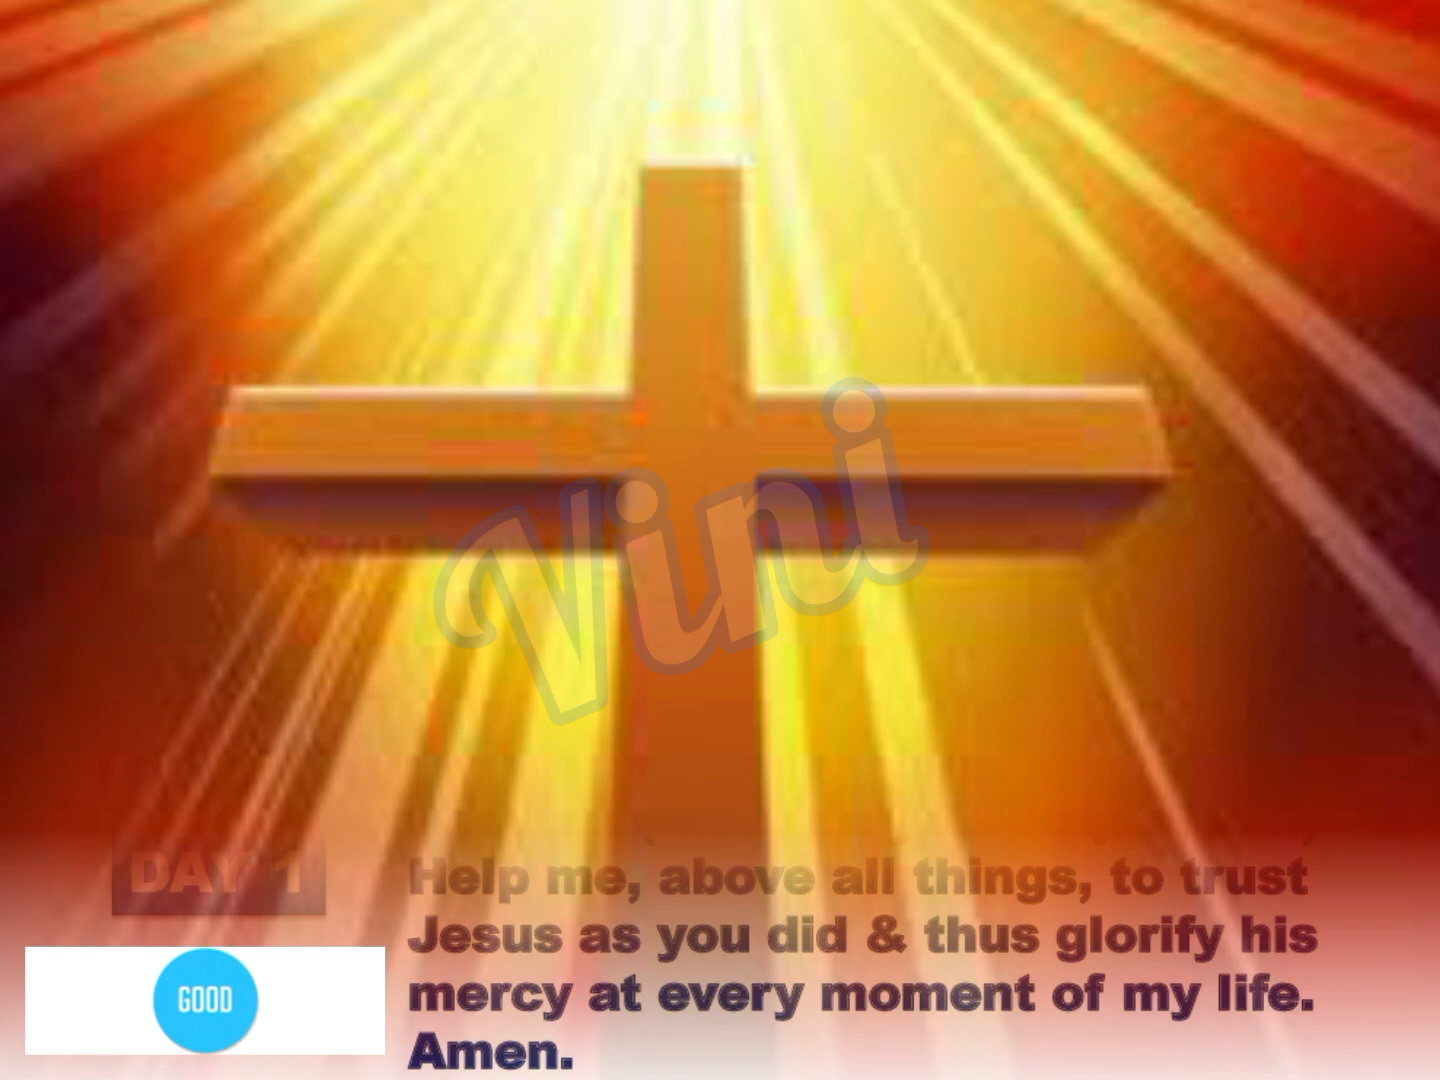 Vini
DAY 1
Help me, above all things, to trust
Jesus as you did & thus glorify his
mercy at every moment of my life.
Amen.
GOOD